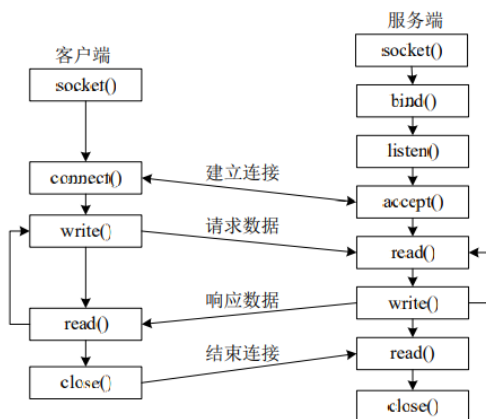 服务端
socket()
客户端
socket()
bind()
listen()
建立连接
connect()
accept()
请求数据
write()
read()
响应数据
write()
read()
结束连接
read()
close()
close()